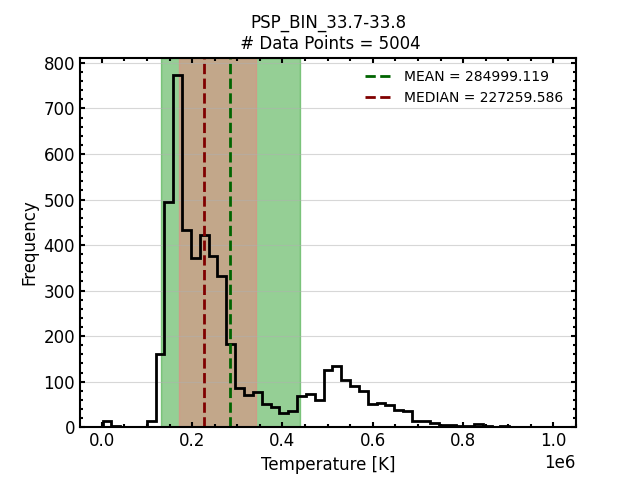 PSP_BIN_33.7-33.8
# Data Points = 5004
MEAN = 284999.119
MEDIAN = 227259.586
Frequency
800
700
600
500
400
300
200
100
0
0.0 0.2 0.4 0.6 0.8 1.0
1e6
Temperature [K]